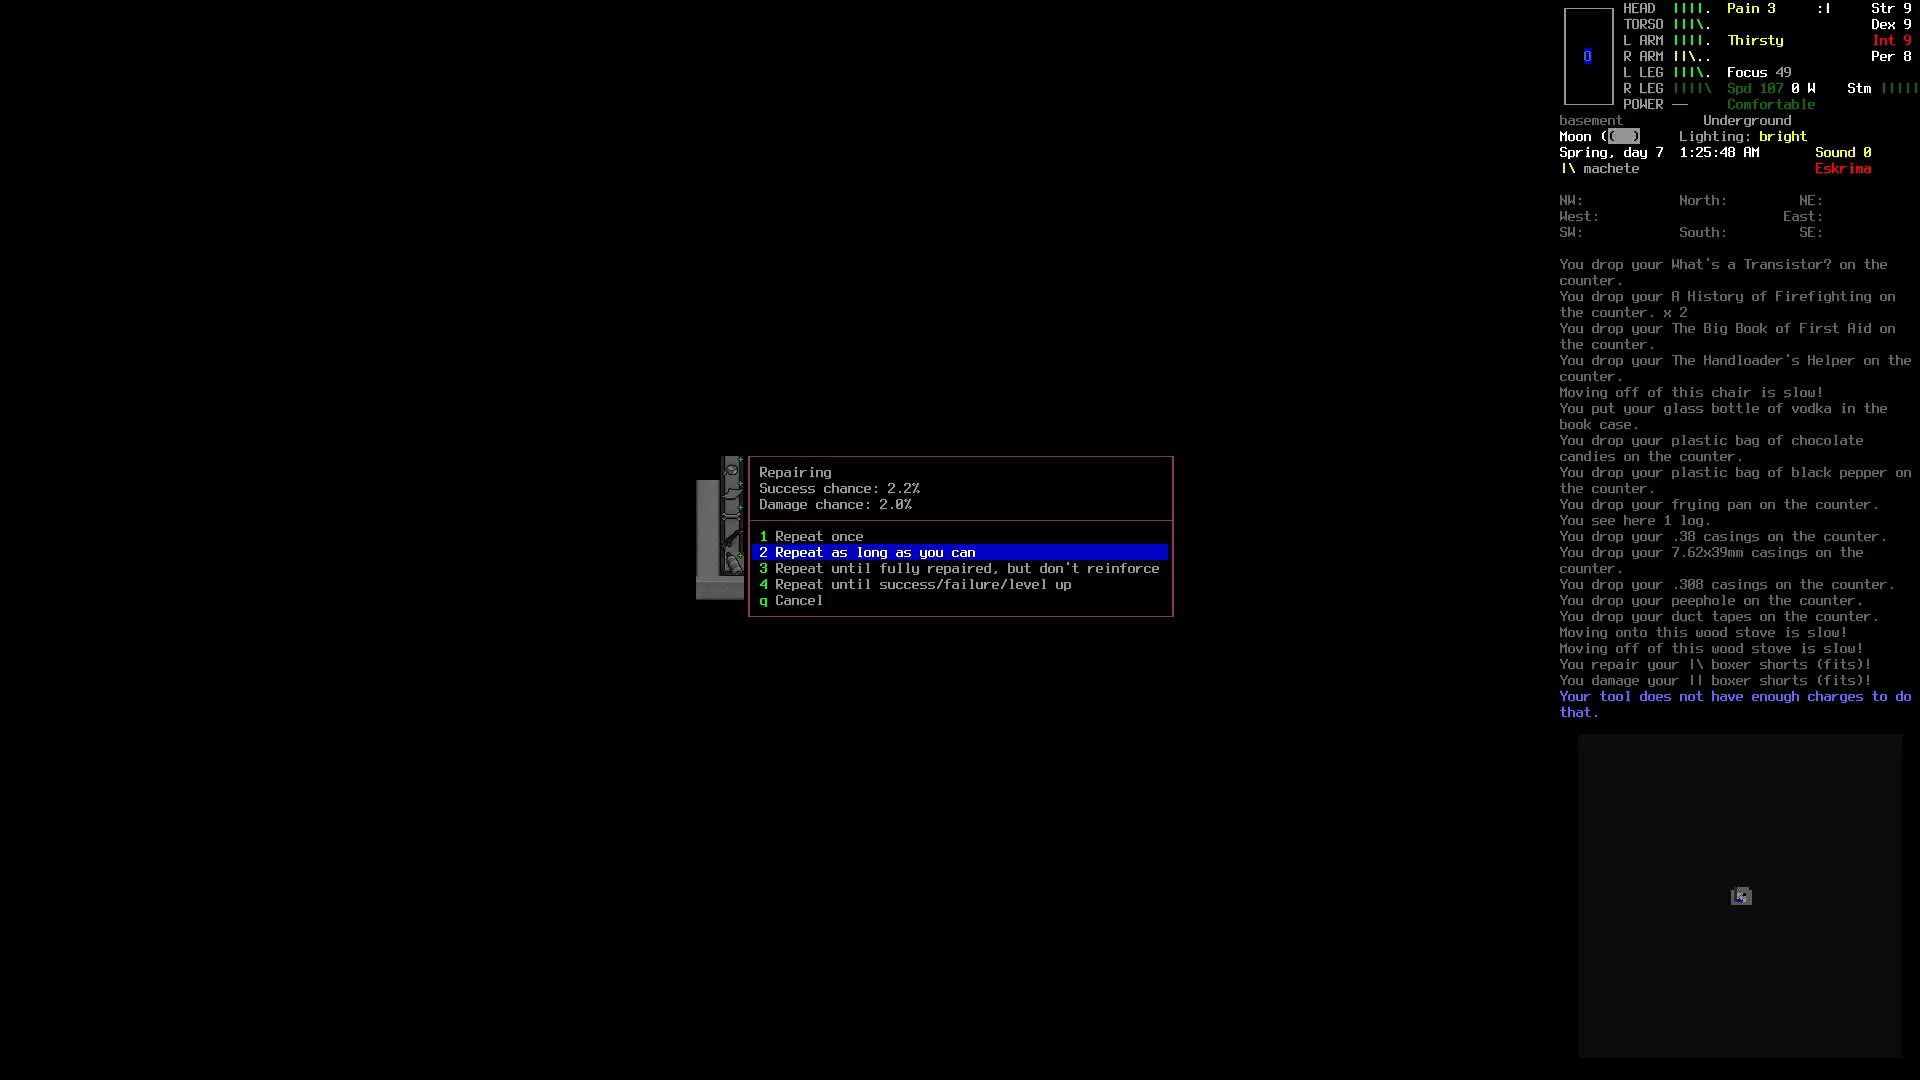 HEAD ||||. Pain 3 :| Str 9
TORSO |||\. Dex 9
L ARM ||||. Thirsty Int 9
R ARM ||\.. Per 8
L LEG |||\. Focus 49
R LEG ||||\ Spd 107 0 W Stm |||||
POWER —— Comfortable
basement Underground
Moon (( ) Lighting: bright
Spring, day 7 1:25:48 AM Sound 0
|\ machete Eskrima
NW: North: NE:
West: East:
SW: South: SE:
You drop your What's a Transistor? on the
counter.
You drop your A History of Firefighting on
the counter. x 2
You drop your The Big Book of First Aid on
the counter.
You drop your The Handloader's Helper on the
counter.
Moving off of this chair is slow!
You put your glass bottle of vodka in the
book case.
You drop your plastic bag of chocolate
candies on the counter.
You drop your plastic bag of black pepper on
the counter.
You drop your frying pan on the counter.
You see here 1 log.
You drop your .38 casings on the counter.
You drop your 7.62x39mm casings on the
counter.
You drop your .308 casings on the counter.
You drop your peephole on the counter.
You drop your duct tapes on the counter.
Moving onto this wood stove is slow!
Moving off of this wood stove is slow!
You repair your |\ boxer shorts (fits)!
You damage your || boxer shorts (fits)!
Your tool does not have enough charges to do
that.
Repairing
Success chance: 2.2%
Damage chance: 2.0%
1 Repeat once
2 Repeat as long as you can
3 Repeat until fully repaired, but don't reinforce
4 Repeat until success/failure/level up
q Cancel